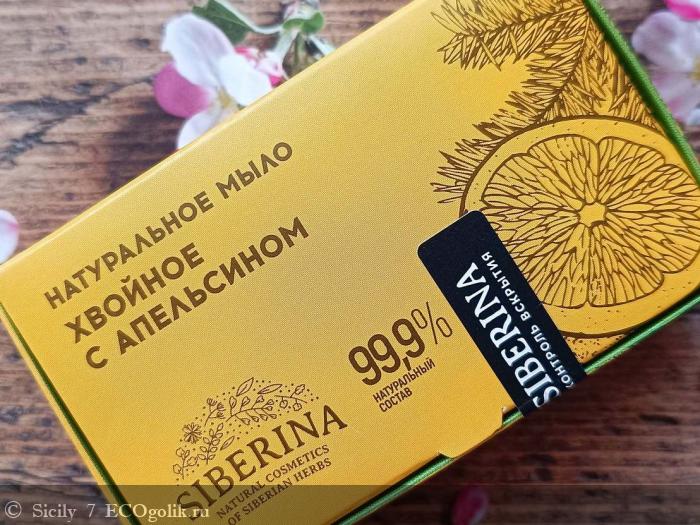 НАТУРАЛЬНОЕ МЫЛО
ХВОЙНОЕ
С АПЕЛЬСИНОМ
99,9%
НАТУРАЛЬНЫЙ
СОСТАВ
SIBERINA
КОНТРОЛЬ ВСКРЫТИЯ
SIBERINA
SIBERINA
NATURAL COSMETICS
OF SIBERIAN HERBS
© Sicily 7 ECOgolik.ru